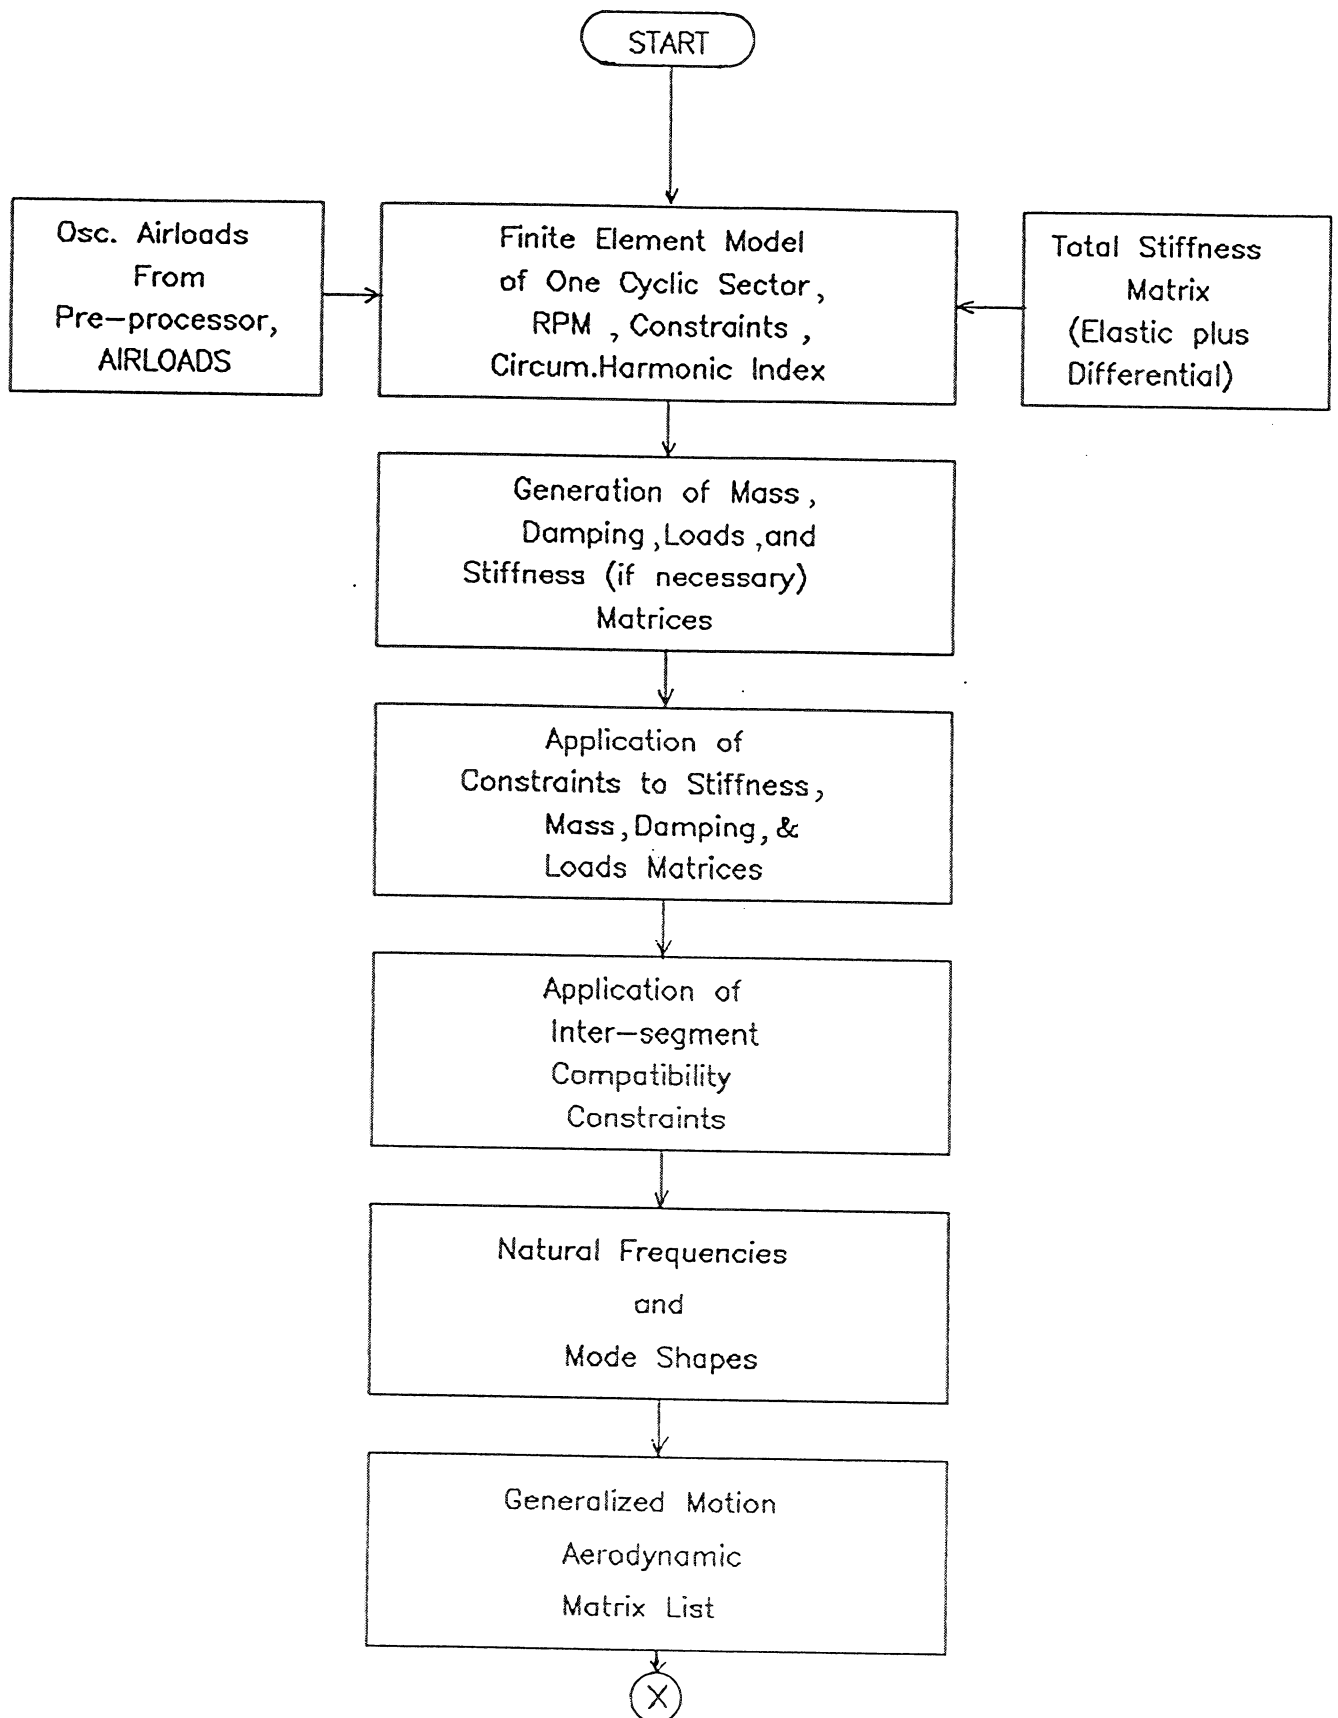 START
Osc. Airloads
From
Pre-processor,
AIRLOADS
Finite Element Model
of One Cyclic Sector,
RPM , Constraints ,
Circum.Harmonic Index
Total Stiffness
Matrix
(Elastic plus
Differential)
Generation of Mass,
Damping ,Loads ,and
Stiffness (if necessary)
Matrices
Application of
Constraints to Stiffness,
Mass, Damping, &
Loads Matrices
Application of
Inter-segment
Compatibility
Constraints
Natural Frequencies
and
Mode Shapes
Generalized Motion
Aerodynamic
Matrix List
X